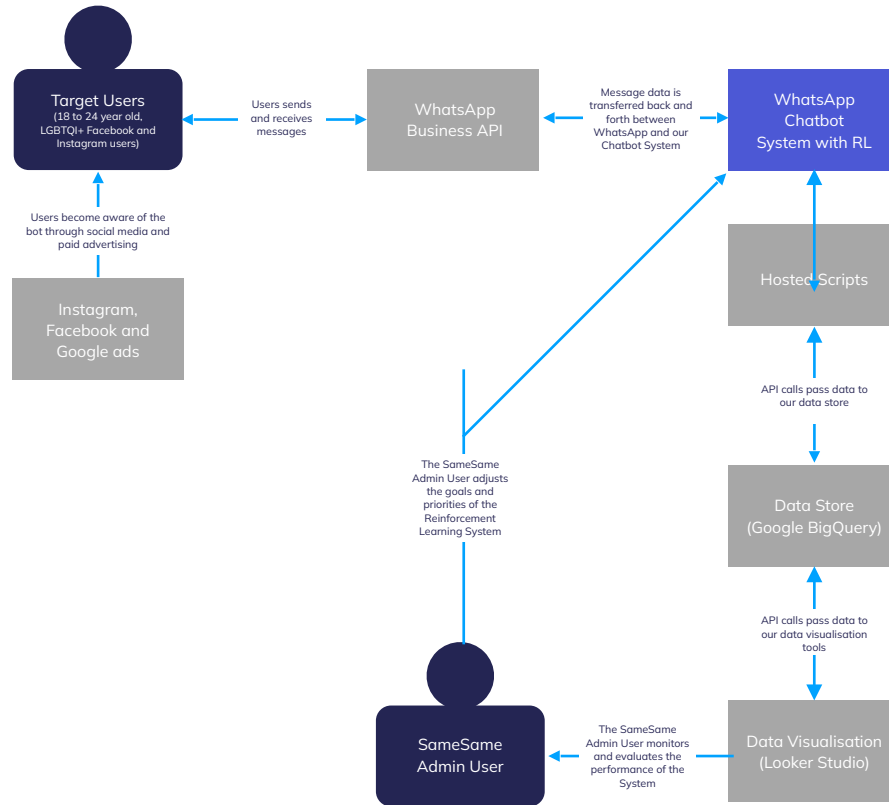 Target Users
(18 to 24 year old,
LGBTQI+ Facebook and
Instagram users)
Users sends
and receives
messages
WhatsApp
Business API
Message data is
transferred back and
forth between
WhatsApp and our
Chatbot System
WhatsApp
Chatbot
System with RL
Users become aware of the
bot through social media and
paid advertising
Instagram,
Facebook and
Google ads
Hosted Scripts
API calls pass data to
our data store
The SameSame
Admin User adjusts
the goals and
priorities of the
Reinforcement
Learning System
Data Store
(Google BigQuery)
API calls pass data to
our data visualisation
tools
SameSame
Admin User
The SameSame
Admin User monitors
and evaluates the
performance of the
System
Data Visualisation
(Looker Studio)